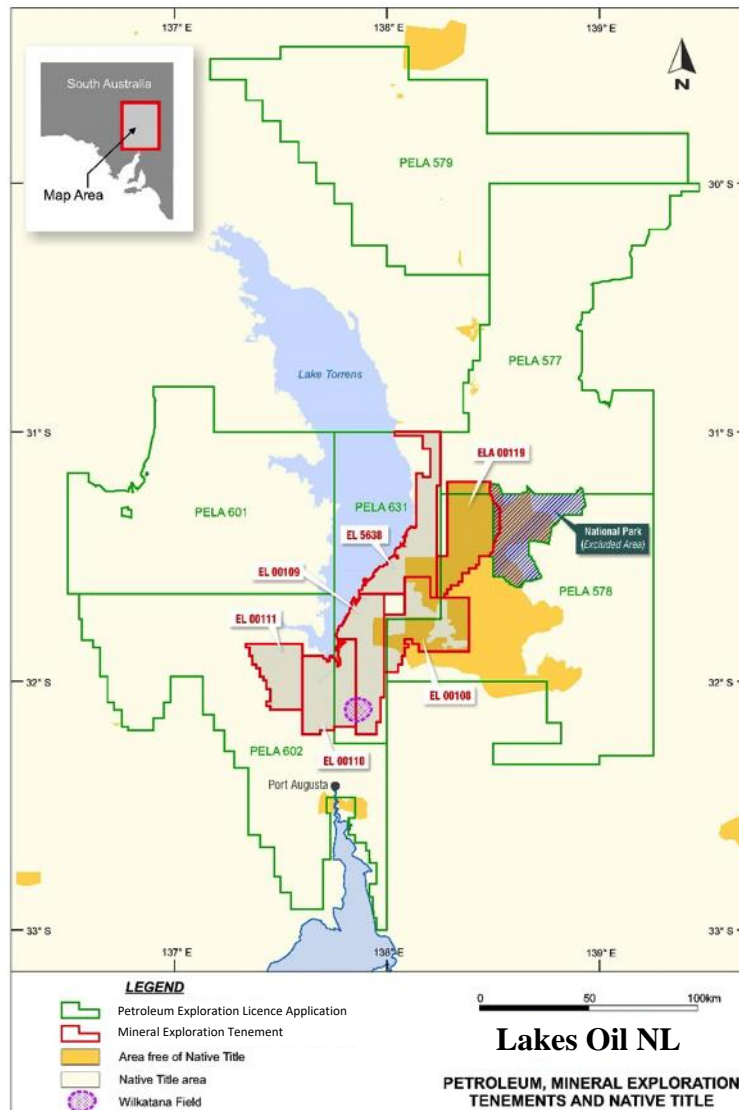 137° E
138° E
139° E
South Australia
Map Area
N
PELA 579
30° S
30° S
PELA 577
Lake Torrens
31° S
31° S
ELA 00119
PELA 631
PELA 601
National Park
(Excluded Area)
EL 5638
EL 00109
PELA 578
EL 00111
32° S
32° S
EL 00108
PELA 602
EL 00110
Port Augusta
33° S
33° S
137° E
138° E
139° E
LEGEND
Petroleum Exploration Licence Application
Mineral Exploration Tenement
Area free of Native Title
Native Title area
Wilkatana Field
0 50 100km
Lakes Oil NL
PETROLEUM, MINERAL EXPLORATION
TENEMENTS AND NATIVE TITLE